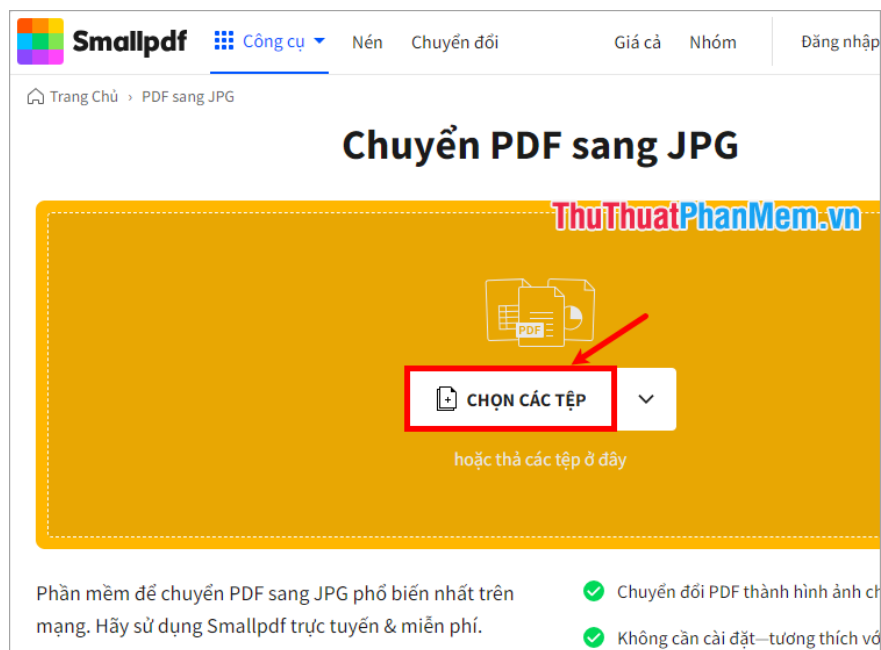 Smallpdf Công cụ Nén Chuyển đổi Giá cả Nhóm Đăng nhập
Trang Chủ › PDF sang JPG
Chuyển PDF sang JPG
ThuThuatPhanMem.vn
PDF
CHỌN CÁC TỆP
hoặc thả các tệp ở đây
Phần mềm để chuyển PDF sang JPG phổ biến nhất trên
mạng. Hãy sử dụng Smallpdf trực tuyến & miễn phí.
Chuyển đổi PDF thành hình ảnh
Không cần cài đặt—tương thích